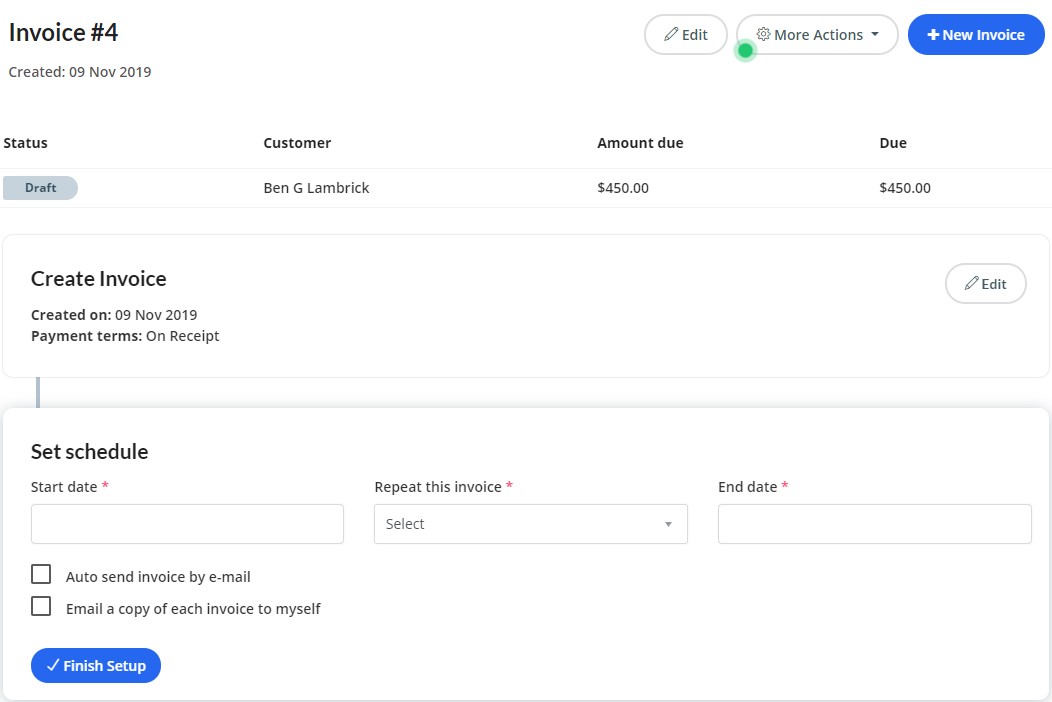 Invoice #4
Edit
More Actions
New Invoice
Created: 09 Nov 2019
Status Customer Amount due Due
Draft Ben G Lambrick $450.00 $450.00
Create Invoice
Edit
Created on: 09 Nov 2019
Payment terms: On Receipt
Set schedule
Start date * Repeat this invoice * End date *
Select
Auto send invoice by e-mail
Email a copy of each invoice to myself
Finish Setup